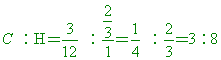 C : H = 3/12 : (2/3)/1 = 1/4 : 2/3 = 3 : 8